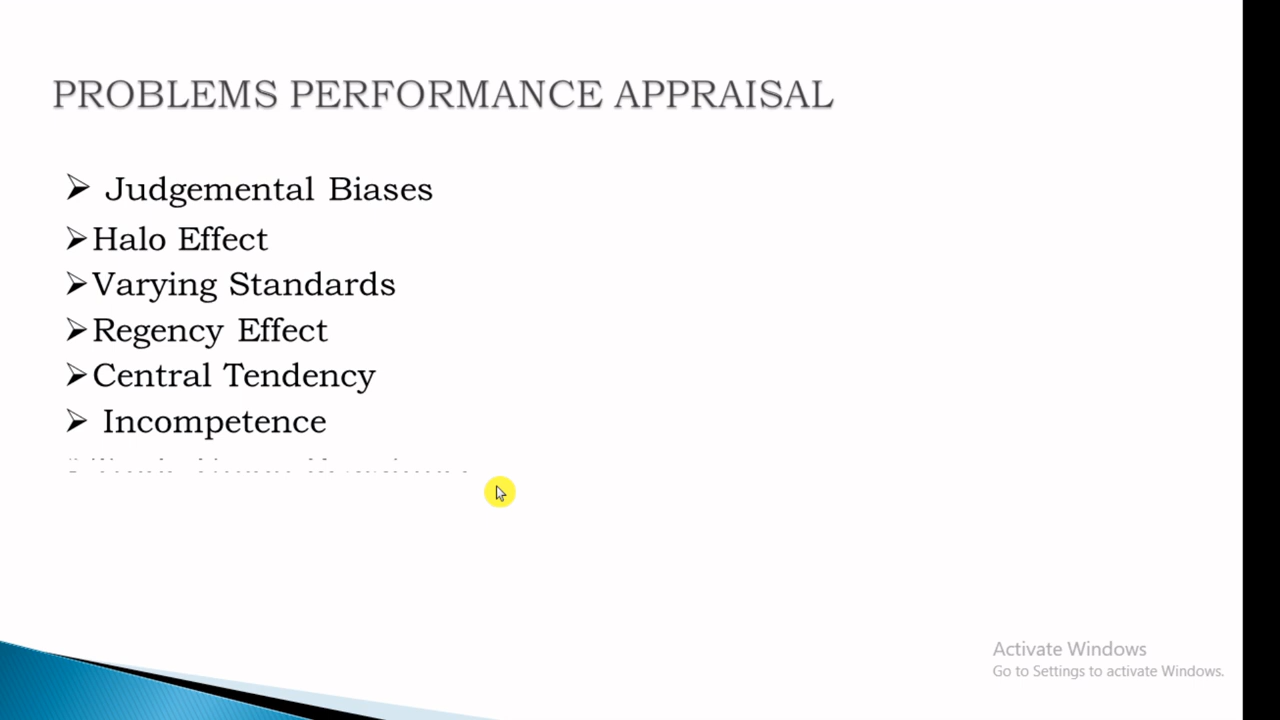 PROBLEMS PERFORMANCE APPRAISAL
➢ Judgemental Biases
➢Halo Effect
➢Varying Standards
➢Regency Effect
➢Central Tendency
➢ Incompetence
Activate Windows
Go to Settings to activate Windows.